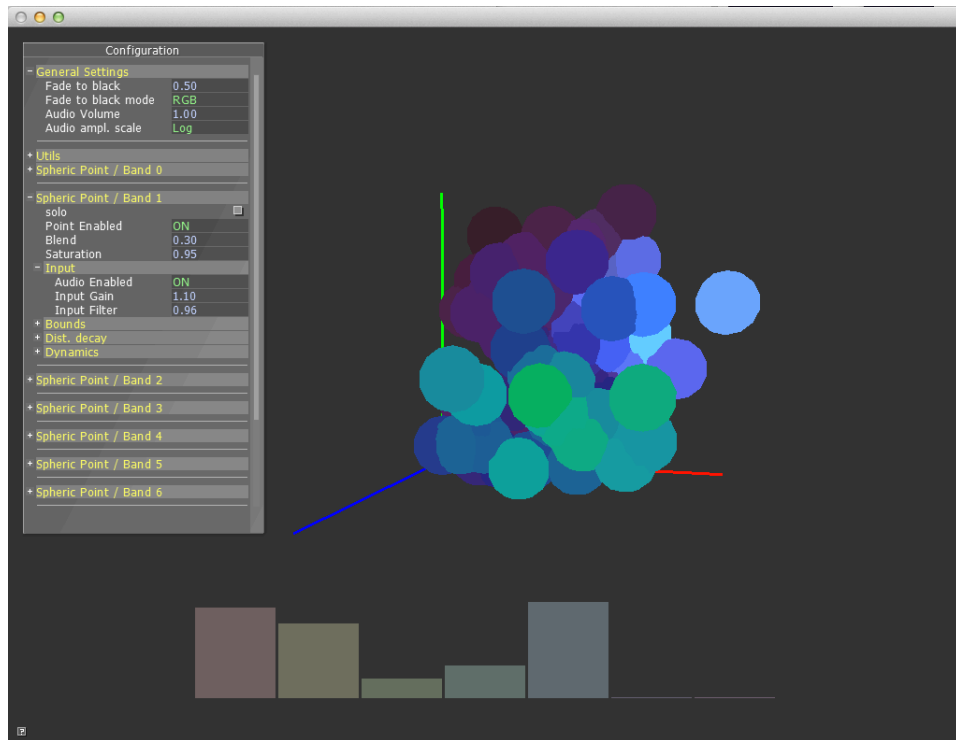 Configuration
- General Settings
Fade to black 0.50
Fade to black mode RGB
Audio Volume 1.00
Audio ampl. scale Log
+ Utils
+ Spheric Point / Band 0
- Spheric Point / Band 1
solo
Point Enabled ON
Blend 0.30
Saturation 0.95
- Input
Audio Enabled ON
Input Gain 1.10
Input Filter 0.96
+ Bounds
+ Dist. decay
+ Dynamics
+ Spheric Point / Band 2
+ Spheric Point / Band 3
+ Spheric Point / Band 4
+ Spheric Point / Band 5
+ Spheric Point / Band 6
?